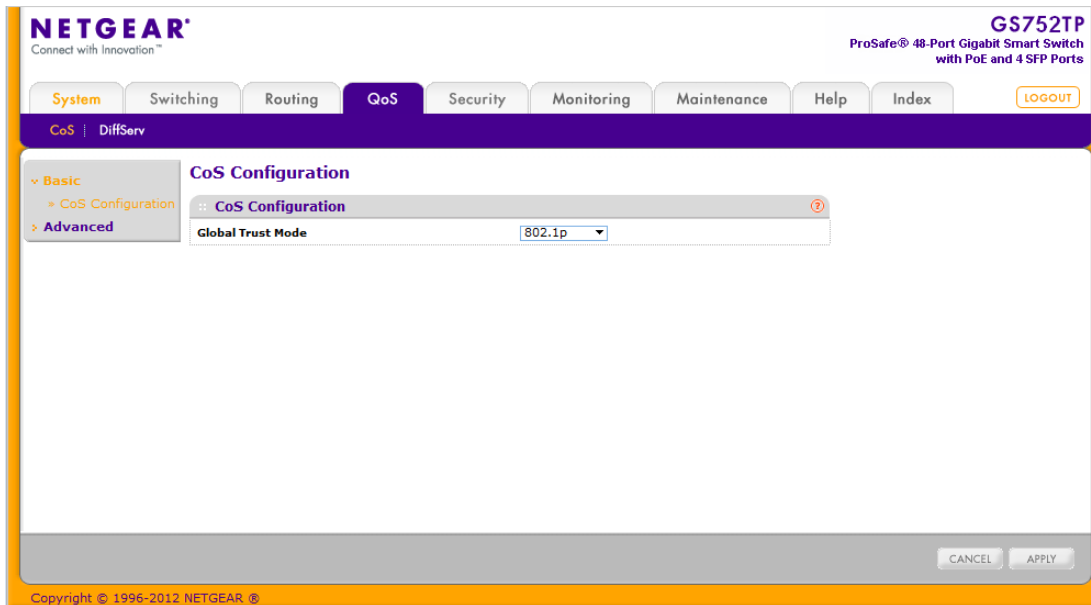 NETGEAR®
Connect with Innovation™
GS752TP
ProSafe® 48-Port Gigabit Smart Switch
with PoE and 4 SFP Ports
System Switching Routing QoS Security Monitoring Maintenance Help Index LOGOUT
CoS DiffServ
Basic
» CoS Configuration
Advanced
CoS Configuration
CoS Configuration ?
Global Trust Mode 802.1p
CANCEL APPLY
Copyright © 1996-2012 NETGEAR ®